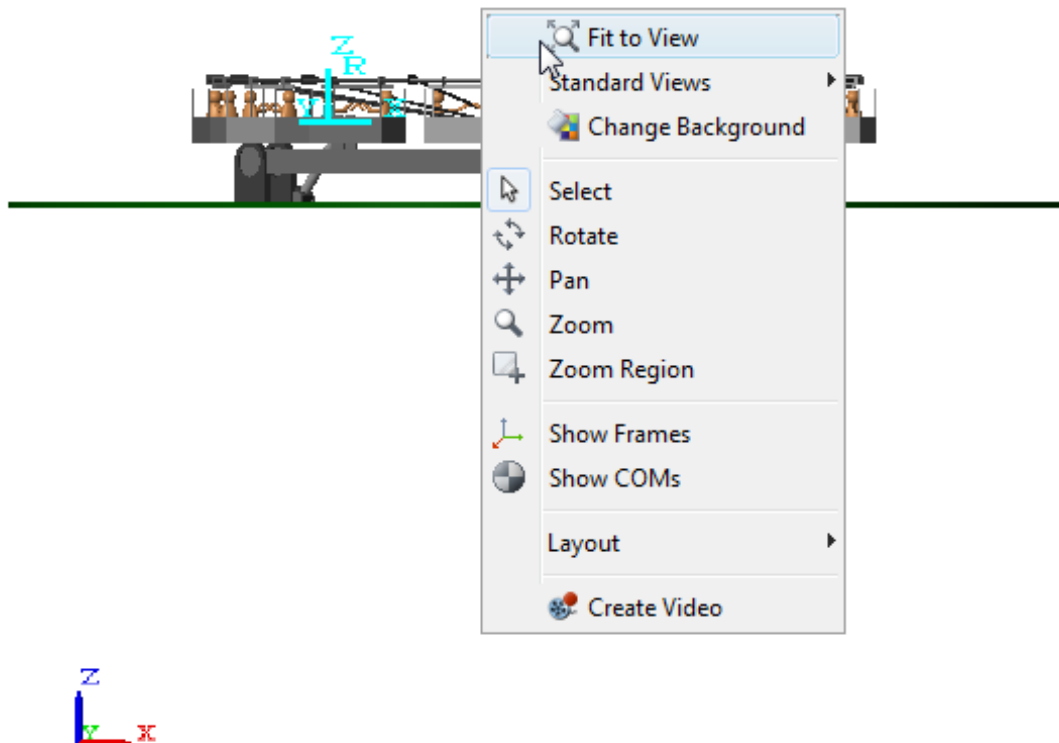 Fit to View
Z
R
Standard Views
Y X
Change Background
Select
Rotate
Pan
Zoom
Zoom Region
Show Frames
Show COMs
Layout
Create Video
Z
Y X